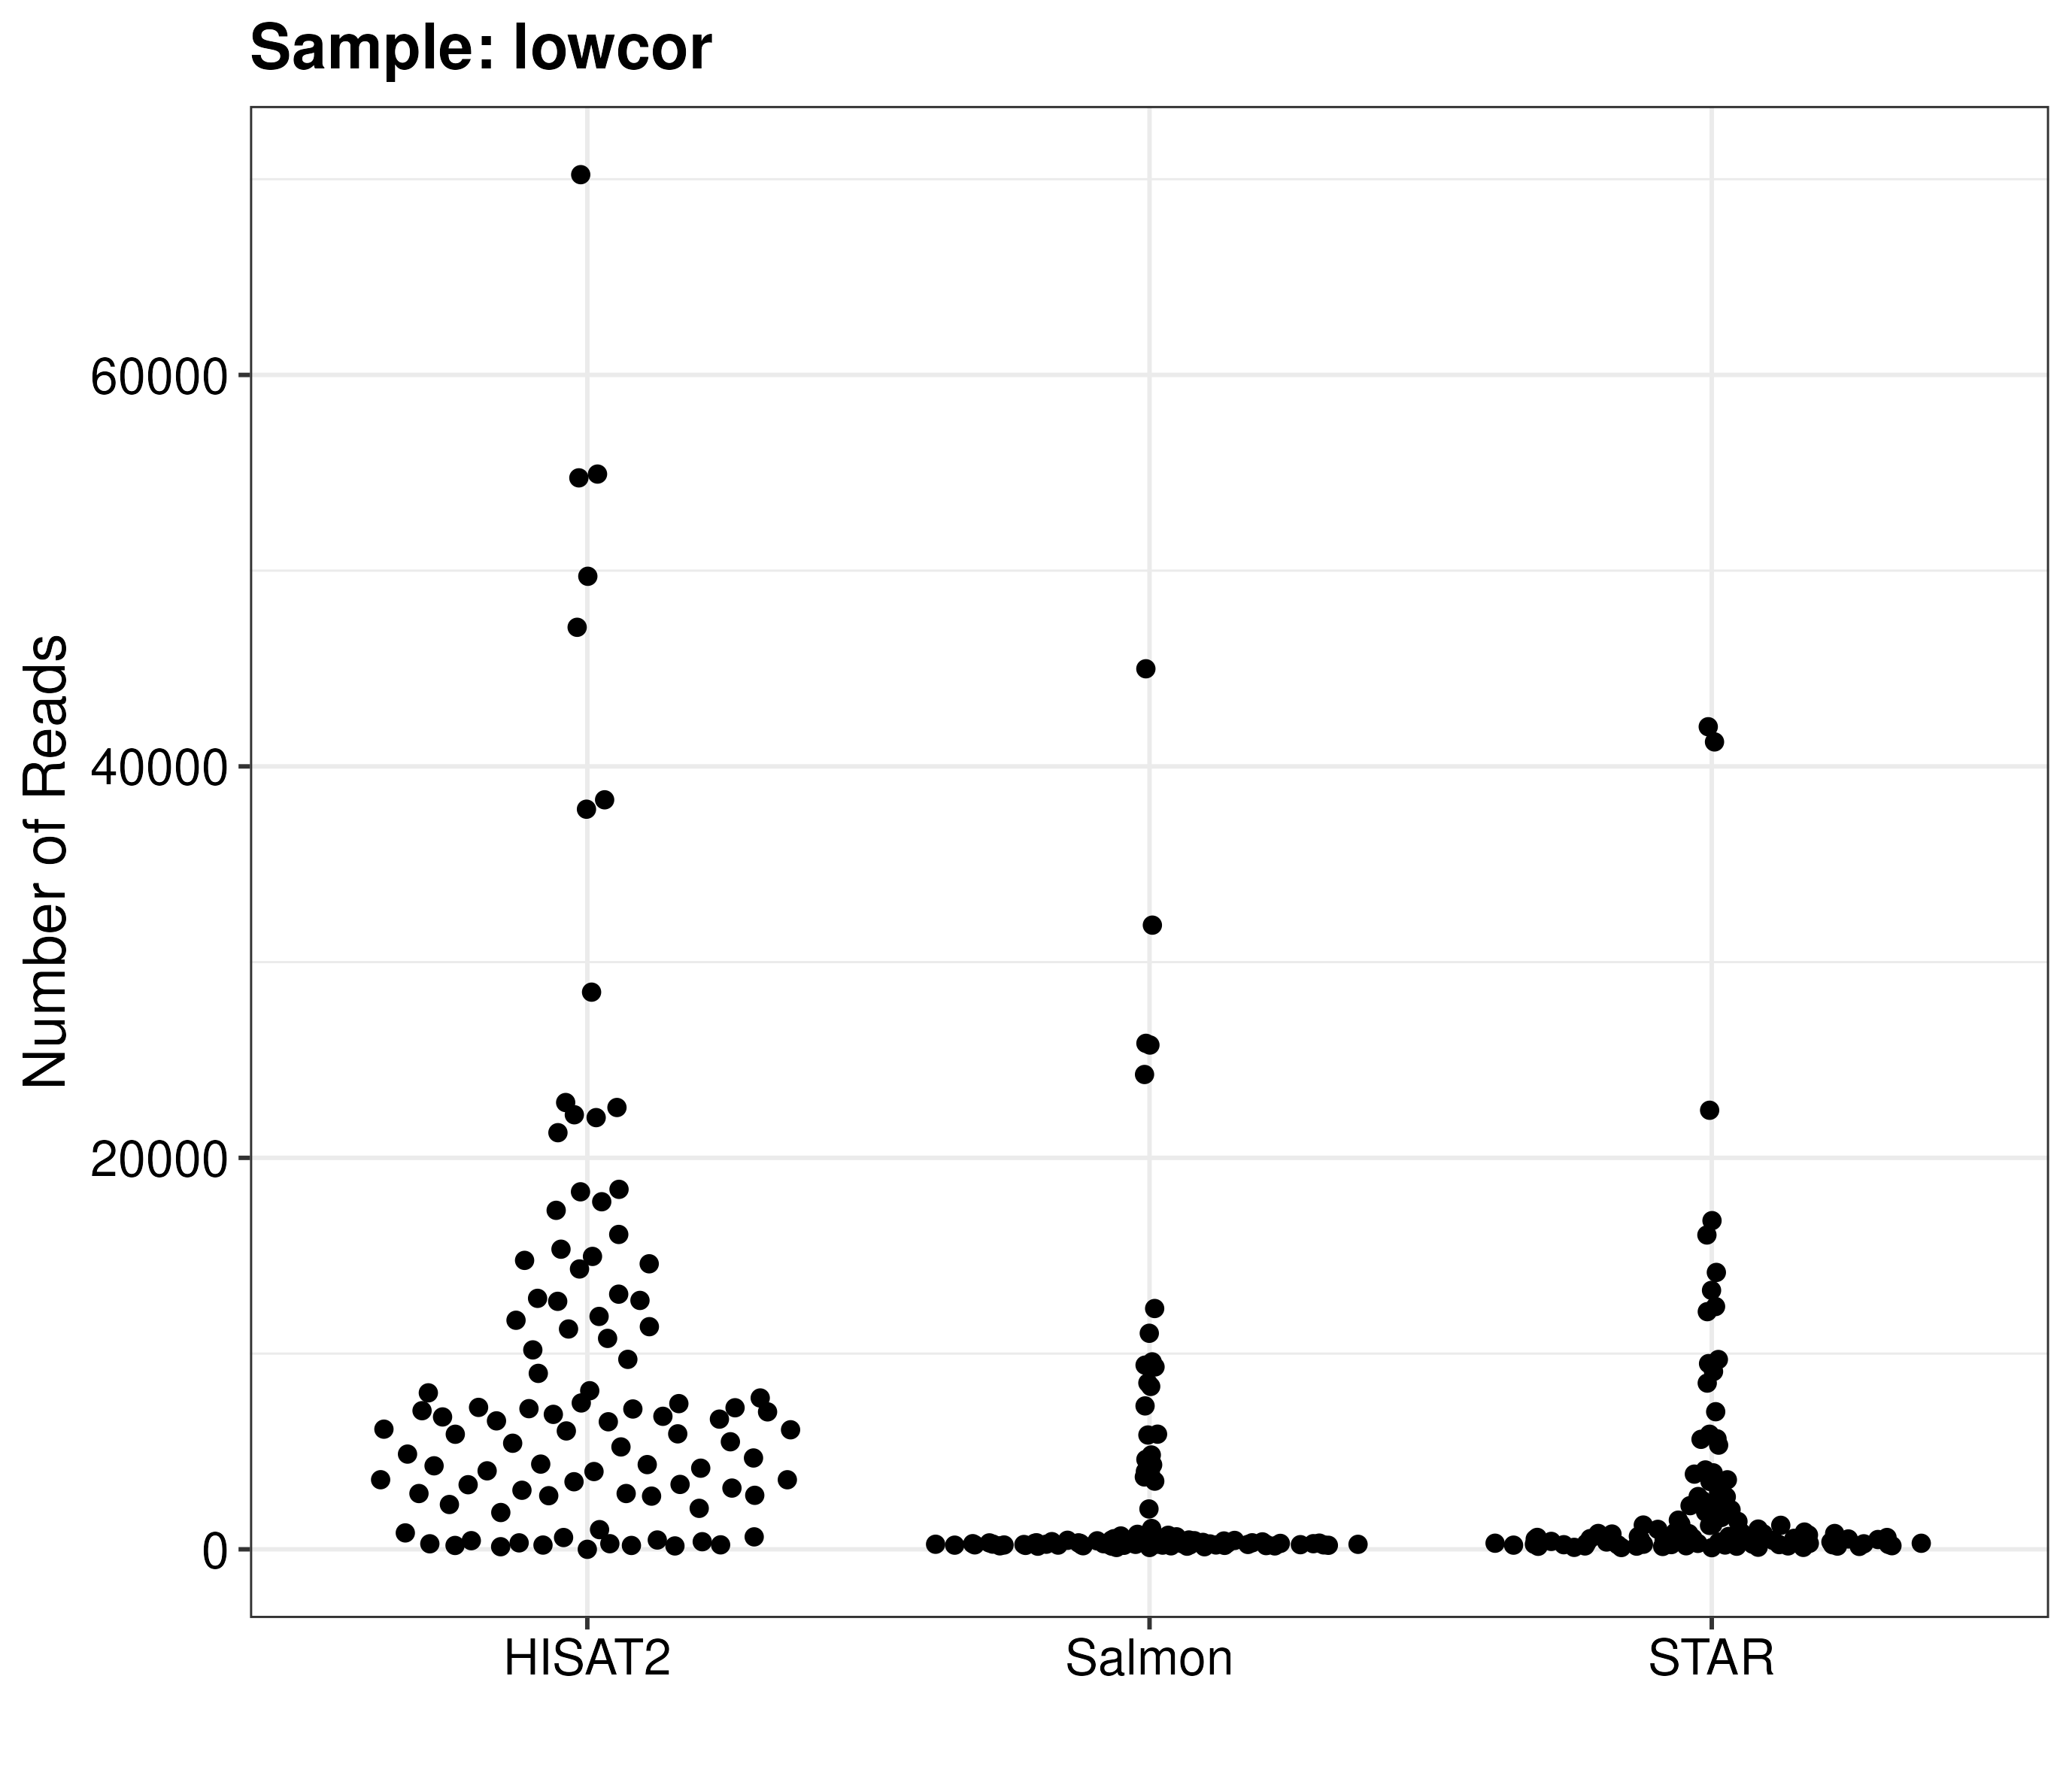 Sample: lowcor
Number of Reads
60000
40000
20000
0
HISAT2 Salmon STAR